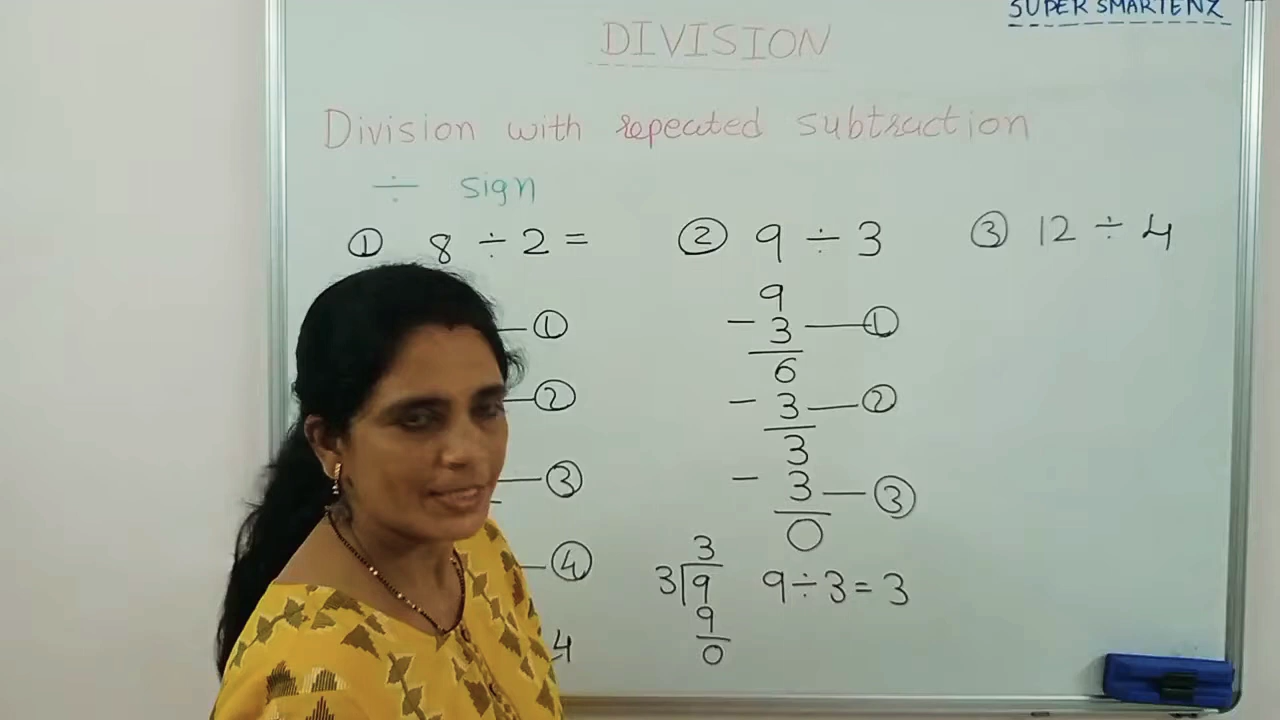 SUPER SMARTENZ
DIVISION
Division with repeated subtraction
÷ sign
① 8 ÷ 2 =
① 
②
③
④
4
② 9 ÷ 3
9
- 3 — ①
6
- 3 — ②
3
- 3 — ③
0
3
3)9
9
0
9 ÷ 3 = 3
③ 12 ÷ 4